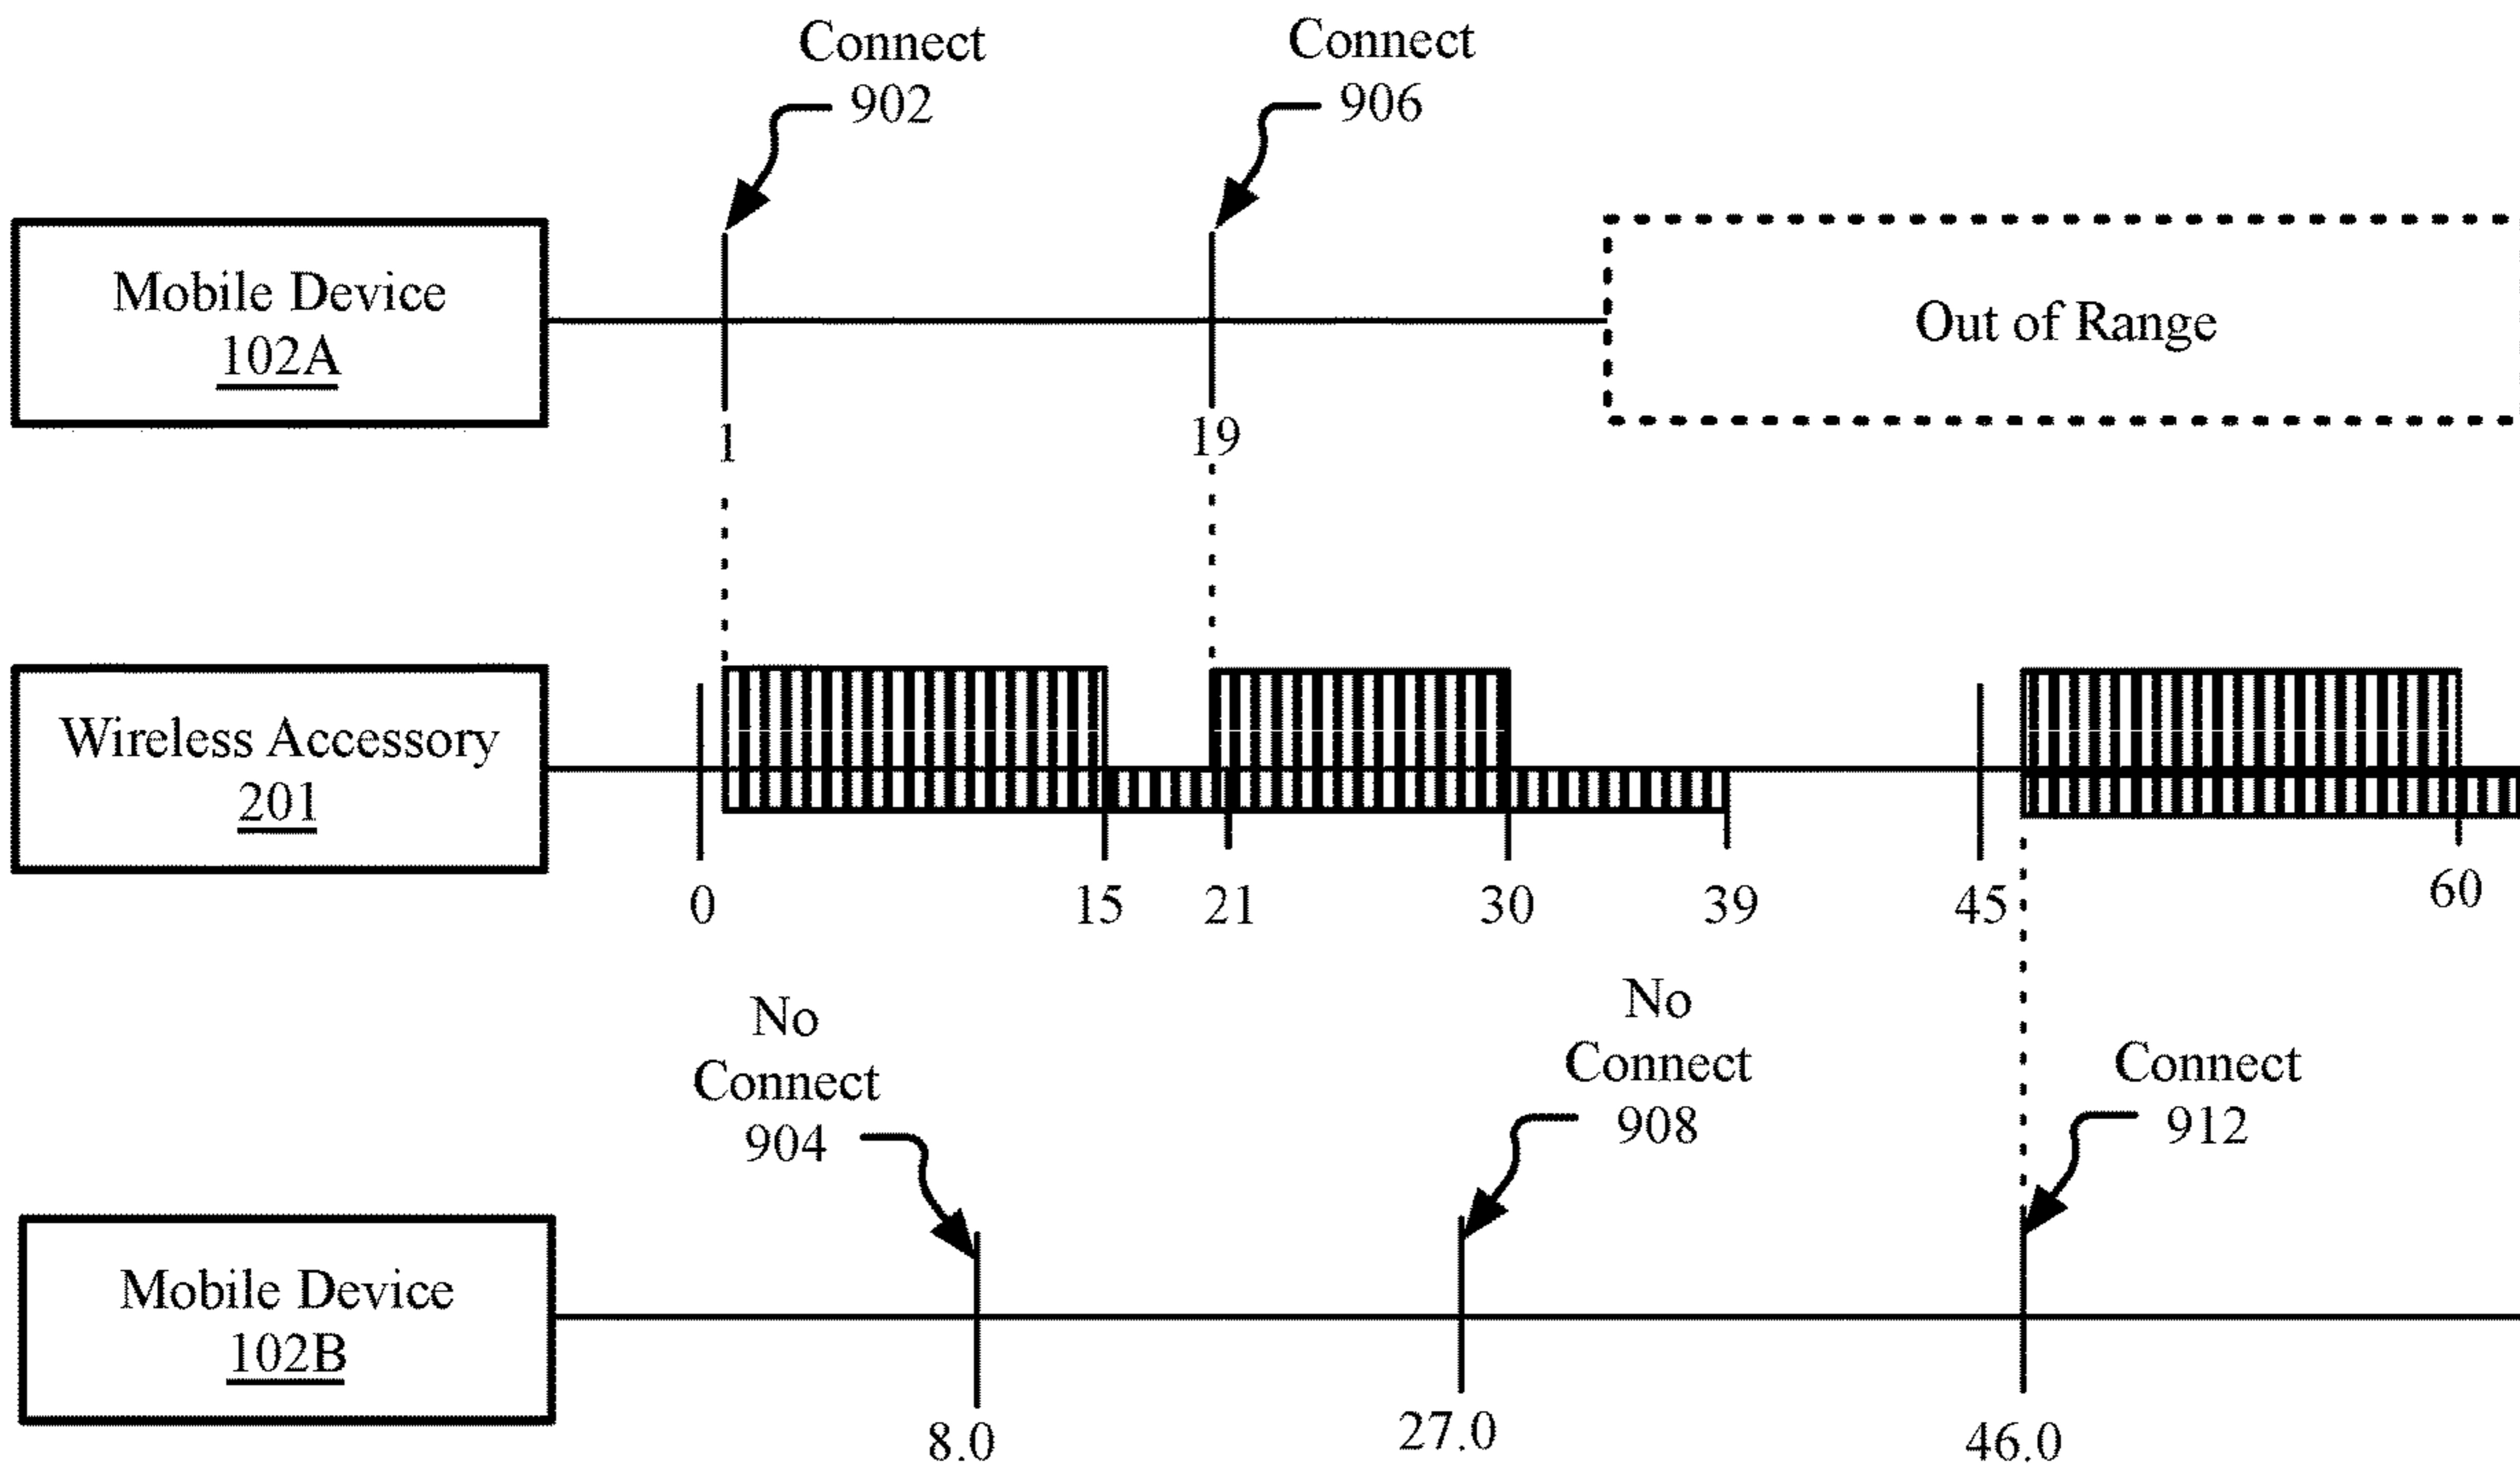 Connect
902
Connect
906
Mobile Device
102A
Out of Range
1
19
Wireless Accessory
201
0
15
21
30
39
45
60
No
Connect
904
No
Connect
908
Connect
912
Mobile Device
102B
8.0
27.0
46.0